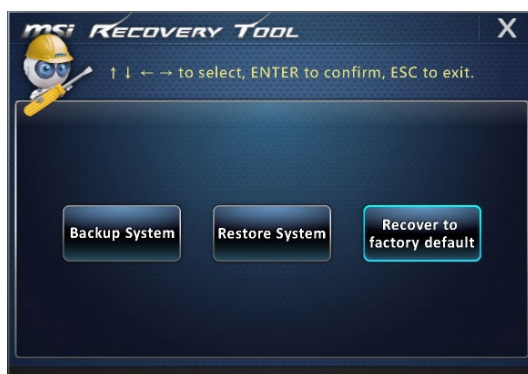 msi RECOVERY TOOL X
↑ ↓ ← → to select, ENTER to confirm, ESC to exit.
Backup System
Restore System
Recover to
factory default